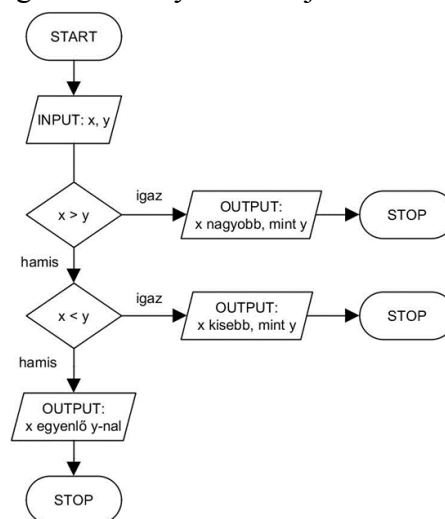 START
INPUT: x, y
x > y
igaz
OUTPUT:
x nagyobb, mint y
STOP
hamis
x < y
igaz
OUTPUT:
x kisebb, mint y
STOP
hamis
OUTPUT:
x egyenlő y-nal
STOP